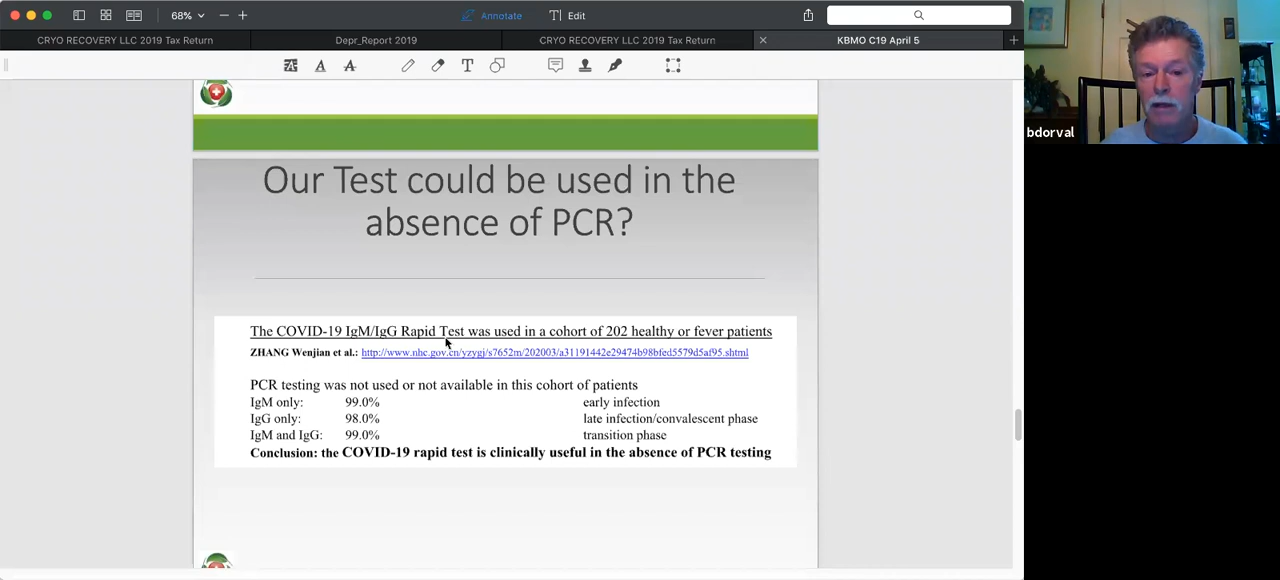 68%
Annotate
Edit
CRYO RECOVERY LLC 2019 Tax Return
Depr_Report 2019
CRYO RECOVERY LLC 2019 Tax Return
KBMO C19 April 5
bdorval
Our Test could be used in the
absence of PCR?
The COVID-19 IgM/IgG Rapid Test was used in a cohort of 202 healthy or fever patients
ZHANG Wenjian et al.: http://www.nhc.gov.cn/yzygj/s7652m/202003/a31191442e29474b98bfed5579d5af95.shtml
PCR testing was not used or not available in this cohort of patients
IgM only: 99.0% early infection
IgG only: 98.0% late infection/convalescent phase
IgM and IgG: 99.0% transition phase
Conclusion: the COVID-19 rapid test is clinically useful in the absence of PCR testing